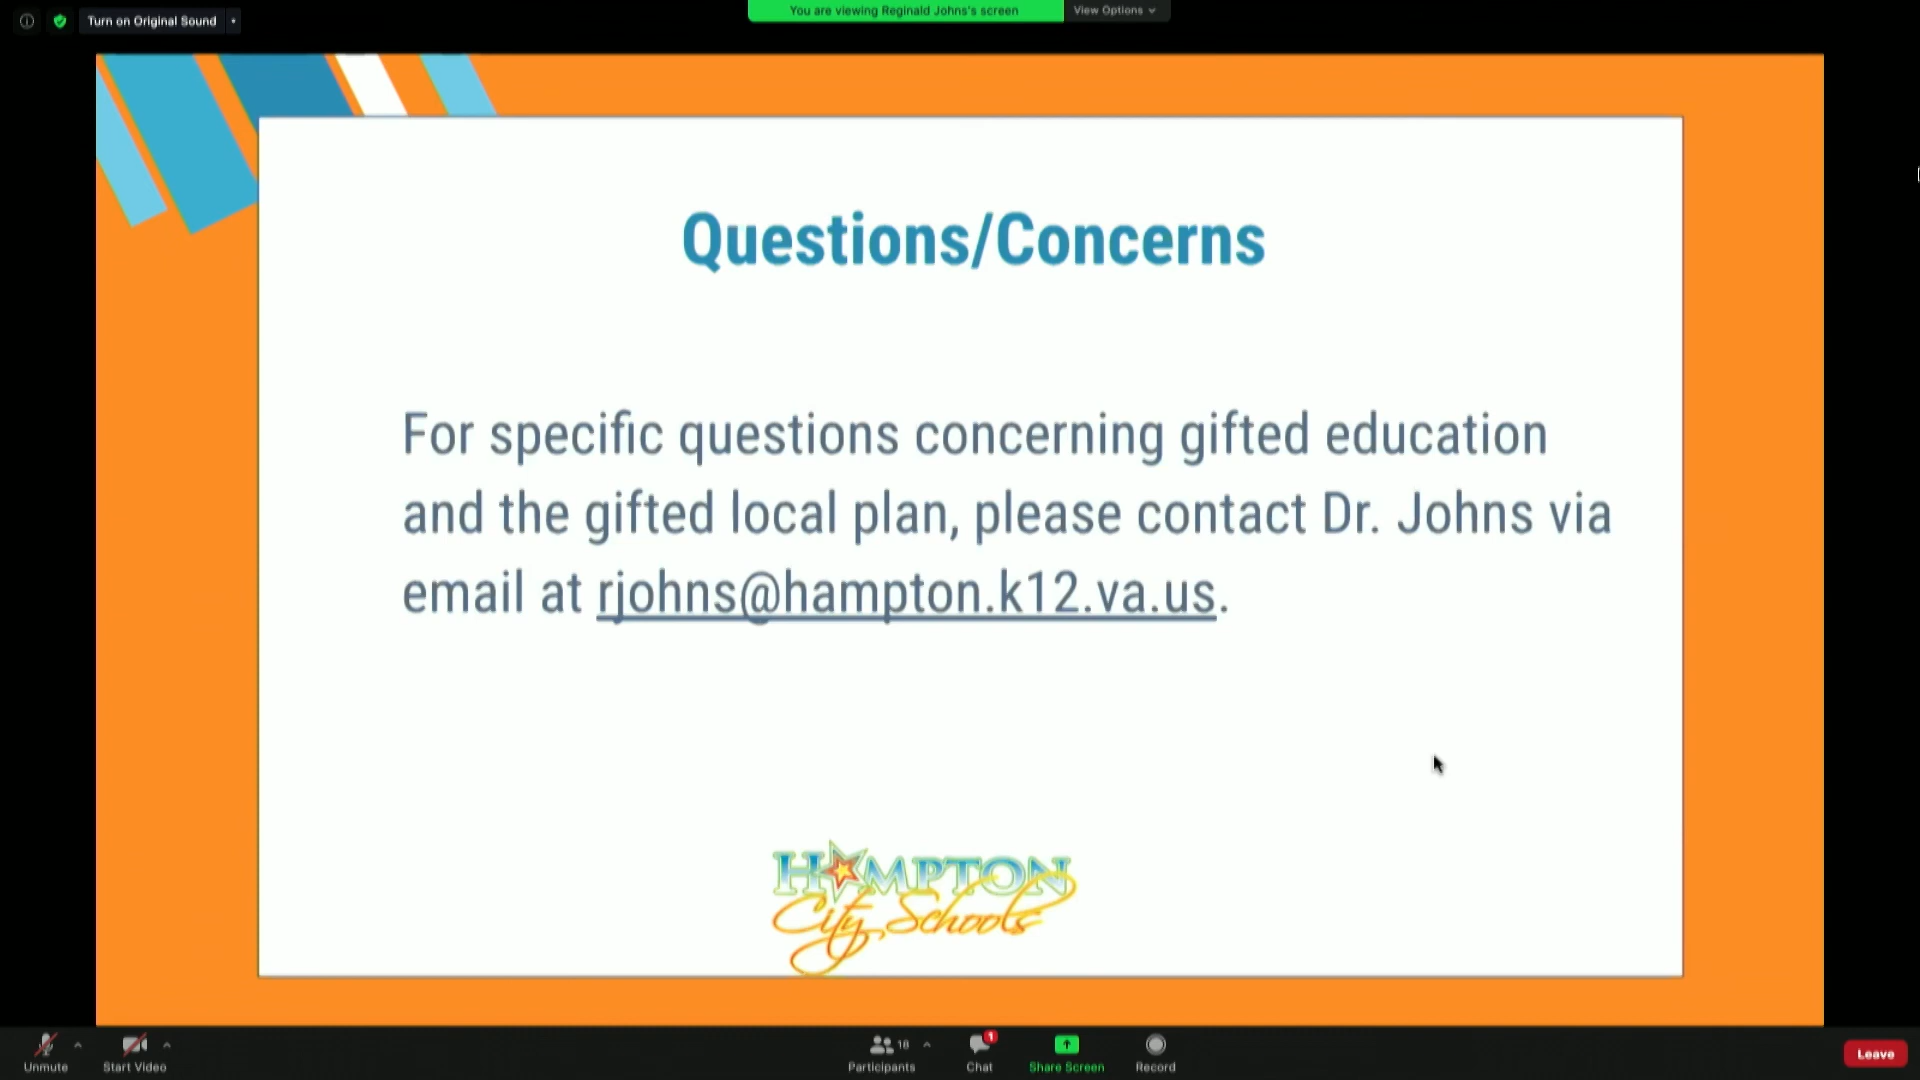 Turn on Original Sound
You are viewing Reginald Johns's screen
View Options
Questions/Concerns
For specific questions concerning gifted education
and the gifted local plan, please contact Dr. Johns via
email at rjohns@hampton.k12.va.us.
HAMPTON
City Schools
Unmute
Start Video
18
Participants
1
Chat
Share Screen
Record
Leave